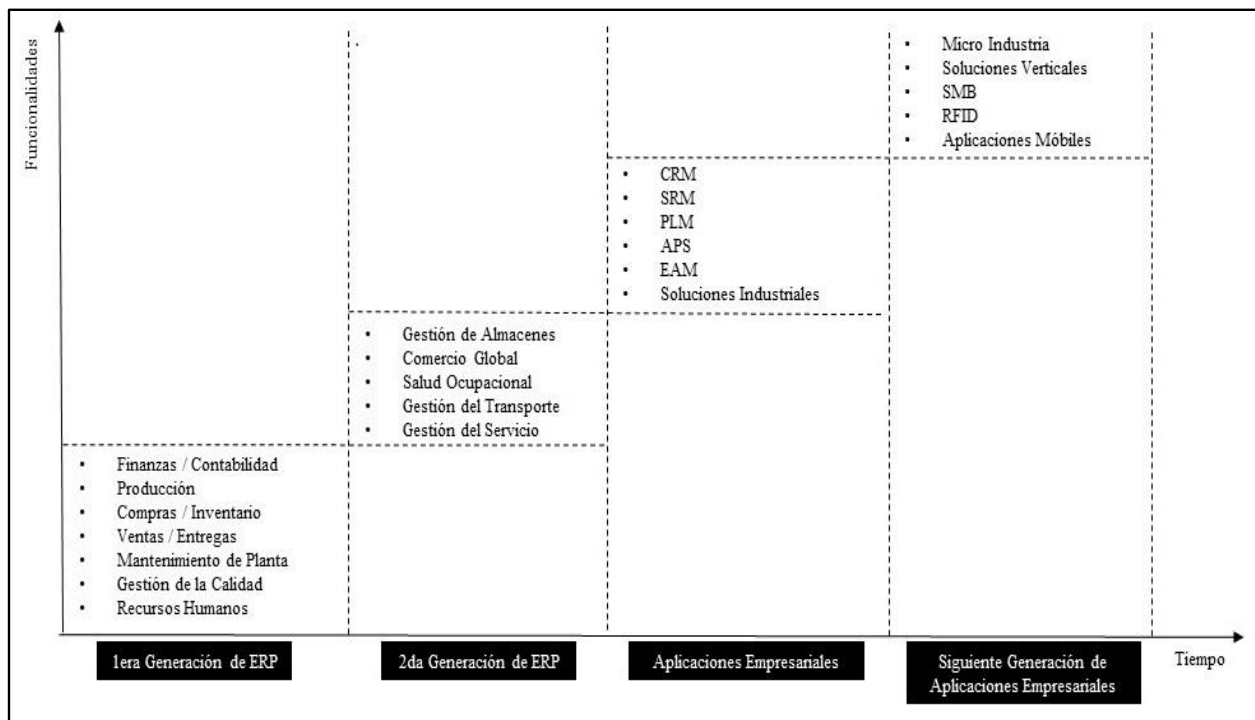 Funcionalidades
Micro Industria
Soluciones Verticales
SMB
RFID
Aplicaciones Móbiles
CRM
SRM
PLM
APS
EAM
Soluciones Industriales
Gestión de Almacenes
Comercio Global
Salud Ocupacional
Gestión del Transporte
Gestión del Servicio
Finanzas / Contabilidad
Producción
Compras / Inventario
Ventas / Entregas
Mantenimiento de Planta
Gestión de la Calidad
Recursos Humanos
1era Generación de ERP
2da Generación de ERP
Aplicaciones Empresariales
Siguiente Generación de
Aplicaciones Empresariales
Tiempo